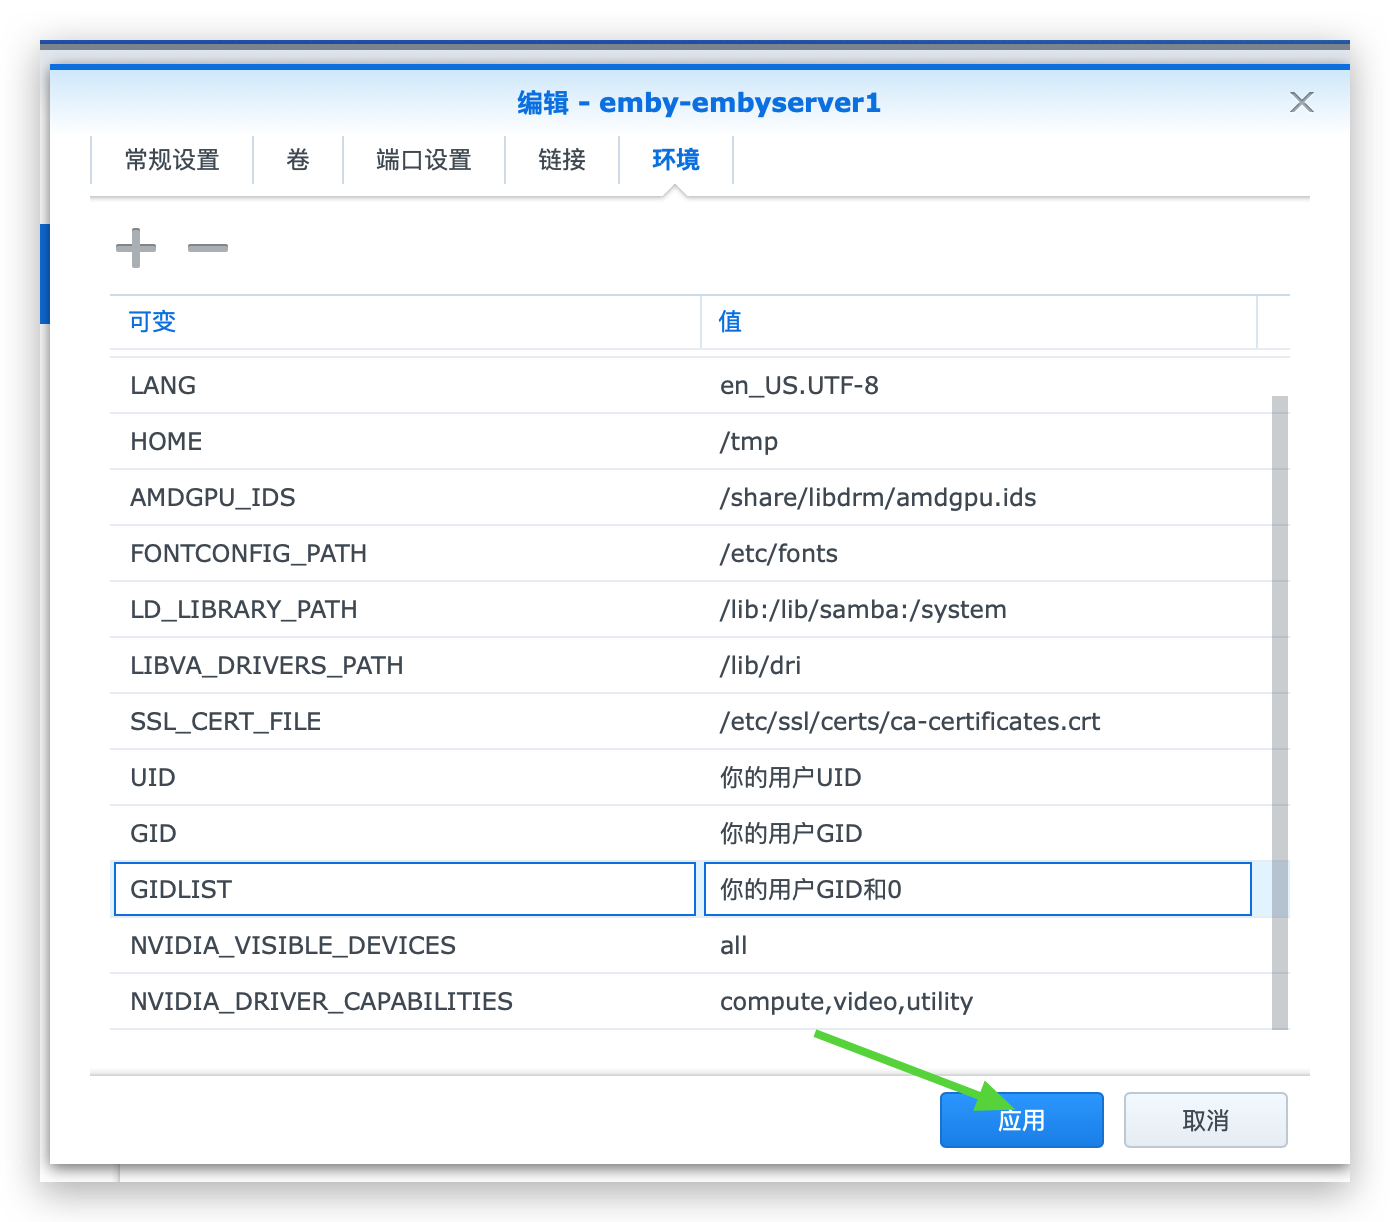 编辑 - emby-embyserver1
常规设置 卷 端口设置 链接 环境
可变 值
LANG en_US.UTF-8
HOME /tmp
AMDGPU_IDS /share/libdrm/amdgpu.ids
FONTCONFIG_PATH /etc/fonts
LD_LIBRARY_PATH /lib:/lib/samba:/system
LIBVA_DRIVERS_PATH /lib/dri
SSL_CERT_FILE /etc/ssl/certs/ca-certificates.crt
UID 你的用户UID
GID 你的用户GID
GIDLIST 你的用户GID和0
NVIDIA_VISIBLE_DEVICES all
NVIDIA_DRIVER_CAPABILITIES compute,video,utility
应用 取消